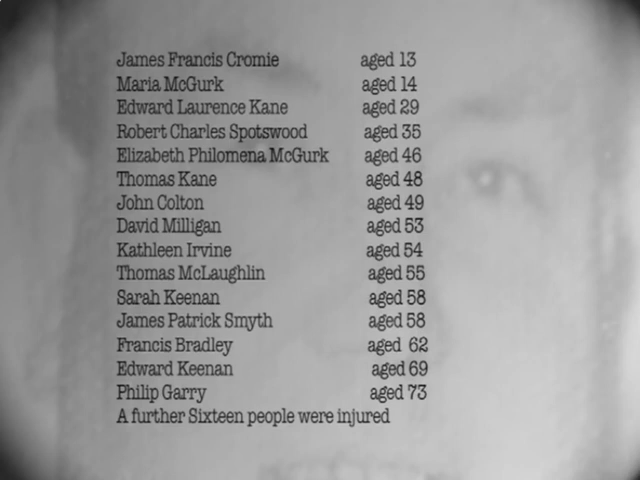 James Francis Cromie aged 13
Maria McGurk aged 14
Edward Laurence Kane aged 29
Robert Charles Spotswood aged 35
Elizabeth Philomena McGurk aged 46
Thomas Kane aged 48
John Colton aged 49
David Milligan aged 53
Kathleen Irvine aged 54
Thomas McLaughlin aged 55
Sarah Keenan aged 58
James Patrick Smyth aged 58
Francis Bradley aged 62
Edward Keenan aged 69
Philip Garry aged 73
A further Sixteen people were injured